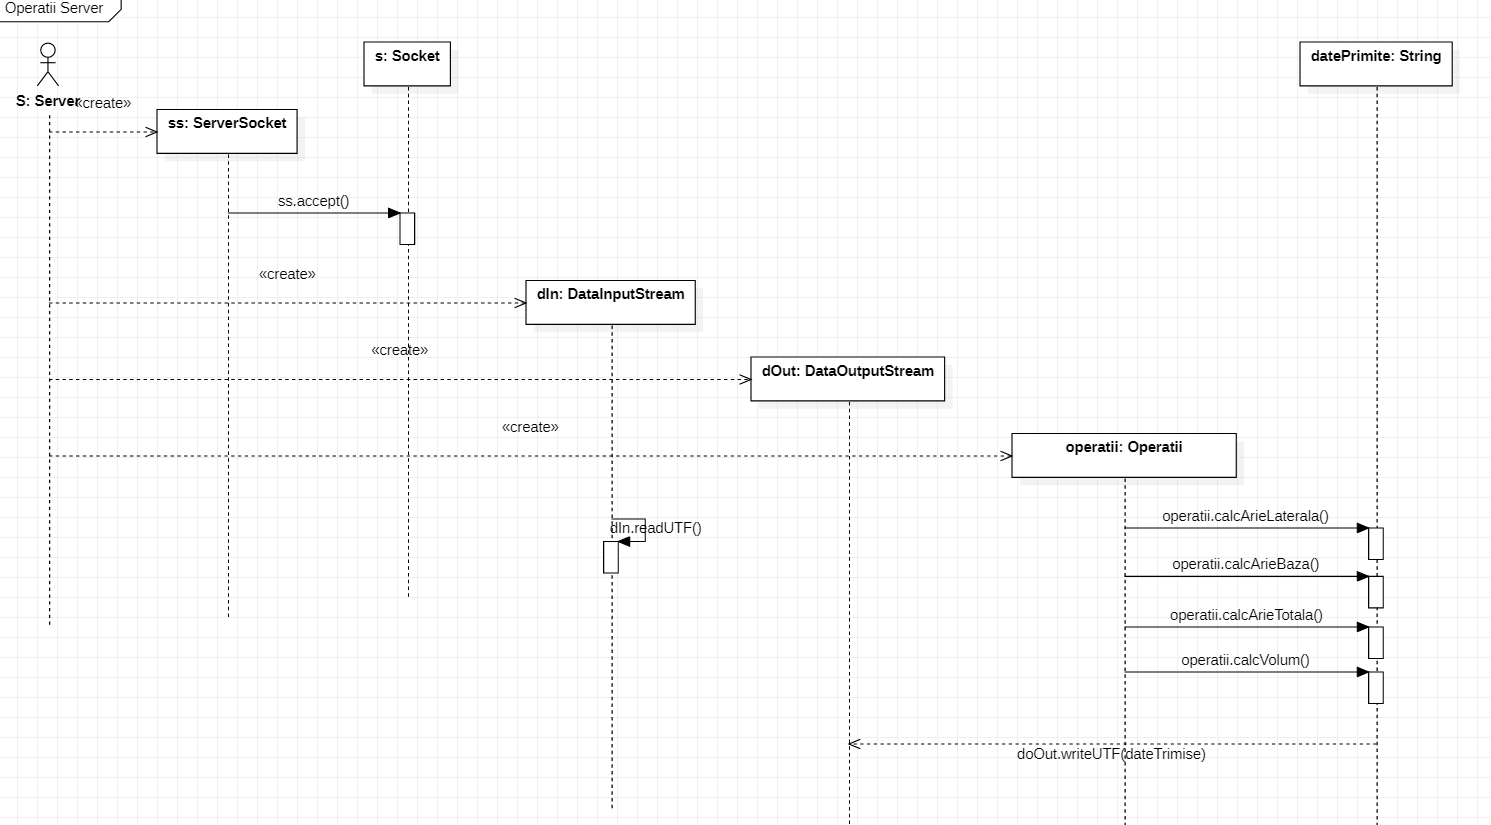 Operatii Server
s: Socket
datePrimite: String
S: Server
«create»
ss: ServerSocket
ss.accept()
«create»
dIn: DataInputStream
«create»
dOut: DataOutputStream
«create»
operatii: Operatii
operatii.calcArieLaterala()
dIn.readUTF()
operatii.calcArieBaza()
operatii.calcArieTotala()
operatii.calcVolum()
doOut.writeUTF(dateTrimise)